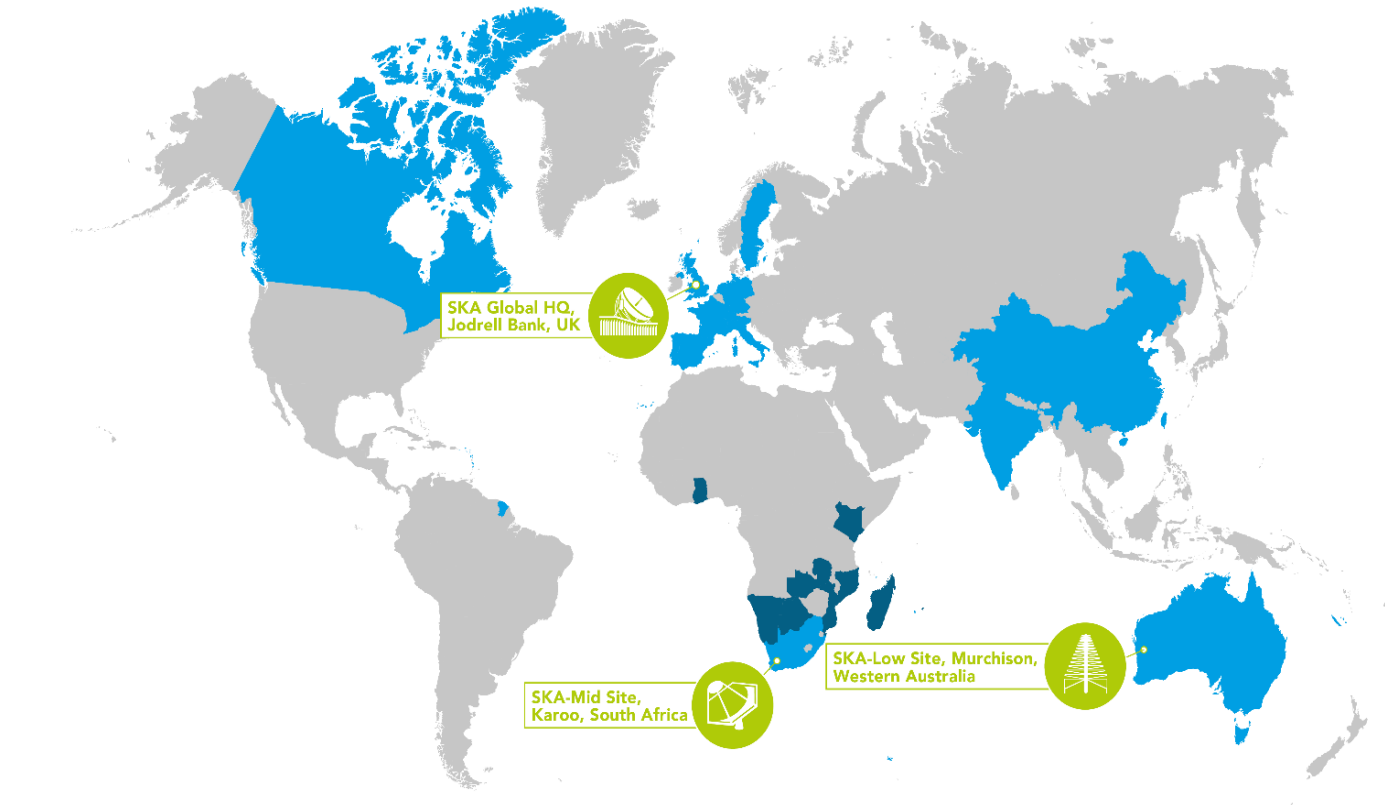 SKA Global HQ,
Jodrell Bank, UK
SKA-Low Site, Murchison,
Western Australia
SKA-Mid Site,
Karoo, South Africa